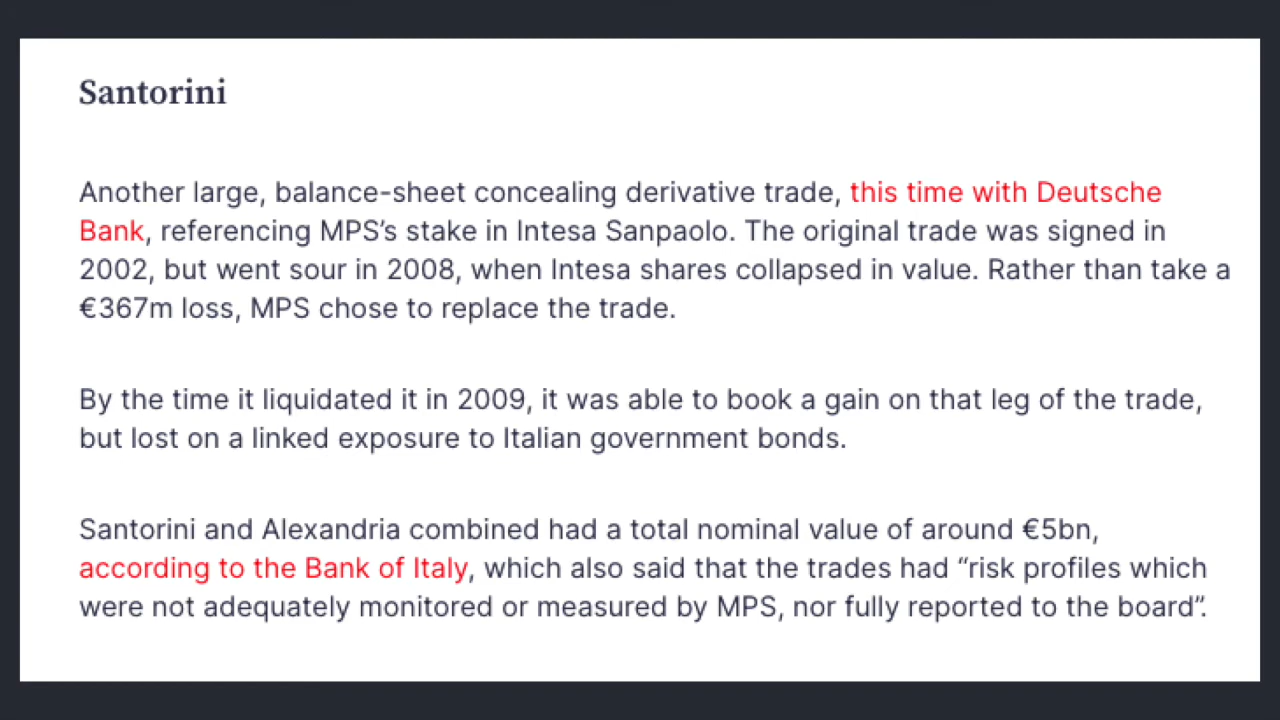 Santorini
Another large, balance-sheet concealing derivative trade, this time with Deutsche
Bank, referencing MPS’s stake in Intesa Sanpaolo. The original trade was signed in
2002, but went sour in 2008, when Intesa shares collapsed in value. Rather than take a
€367m loss, MPS chose to replace the trade.
By the time it liquidated it in 2009, it was able to book a gain on that leg of the trade,
but lost on a linked exposure to Italian government bonds.
Santorini and Alexandria combined had a total nominal value of around €5bn,
according to the Bank of Italy, which also said that the trades had “risk profiles which
were not adequately monitored or measured by MPS, nor fully reported to the board”.